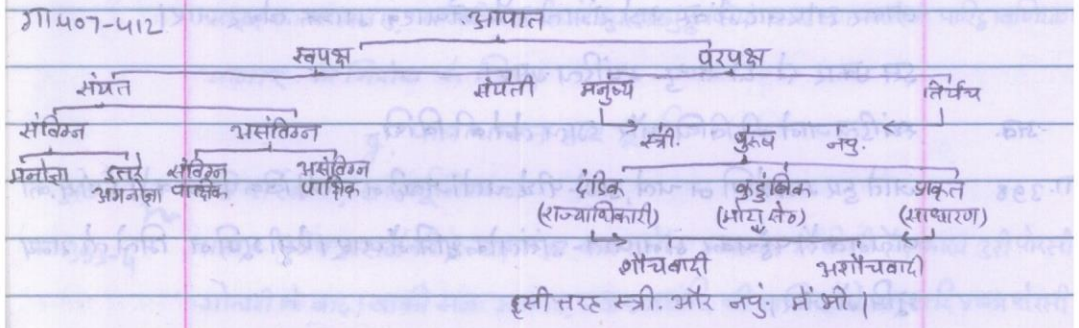 गा 407-412 आपात
स्वपक्ष परपक्ष
संयत संयती मनुष्य तिर्यंच
संविग्न असंविग्न स्त्री. पुरुष नपुं.
मनोज्ञ इतरे संविग्न असंविग्न दंडिक कुटुंबिक प्राकृत
अमनोज्ञ पाक्षिक पाक्षिक (राज्याधिकारी) (साधारण)
शौचवादी अशौचवादी
इसी तरह स्त्री. और नपुं. में भी।